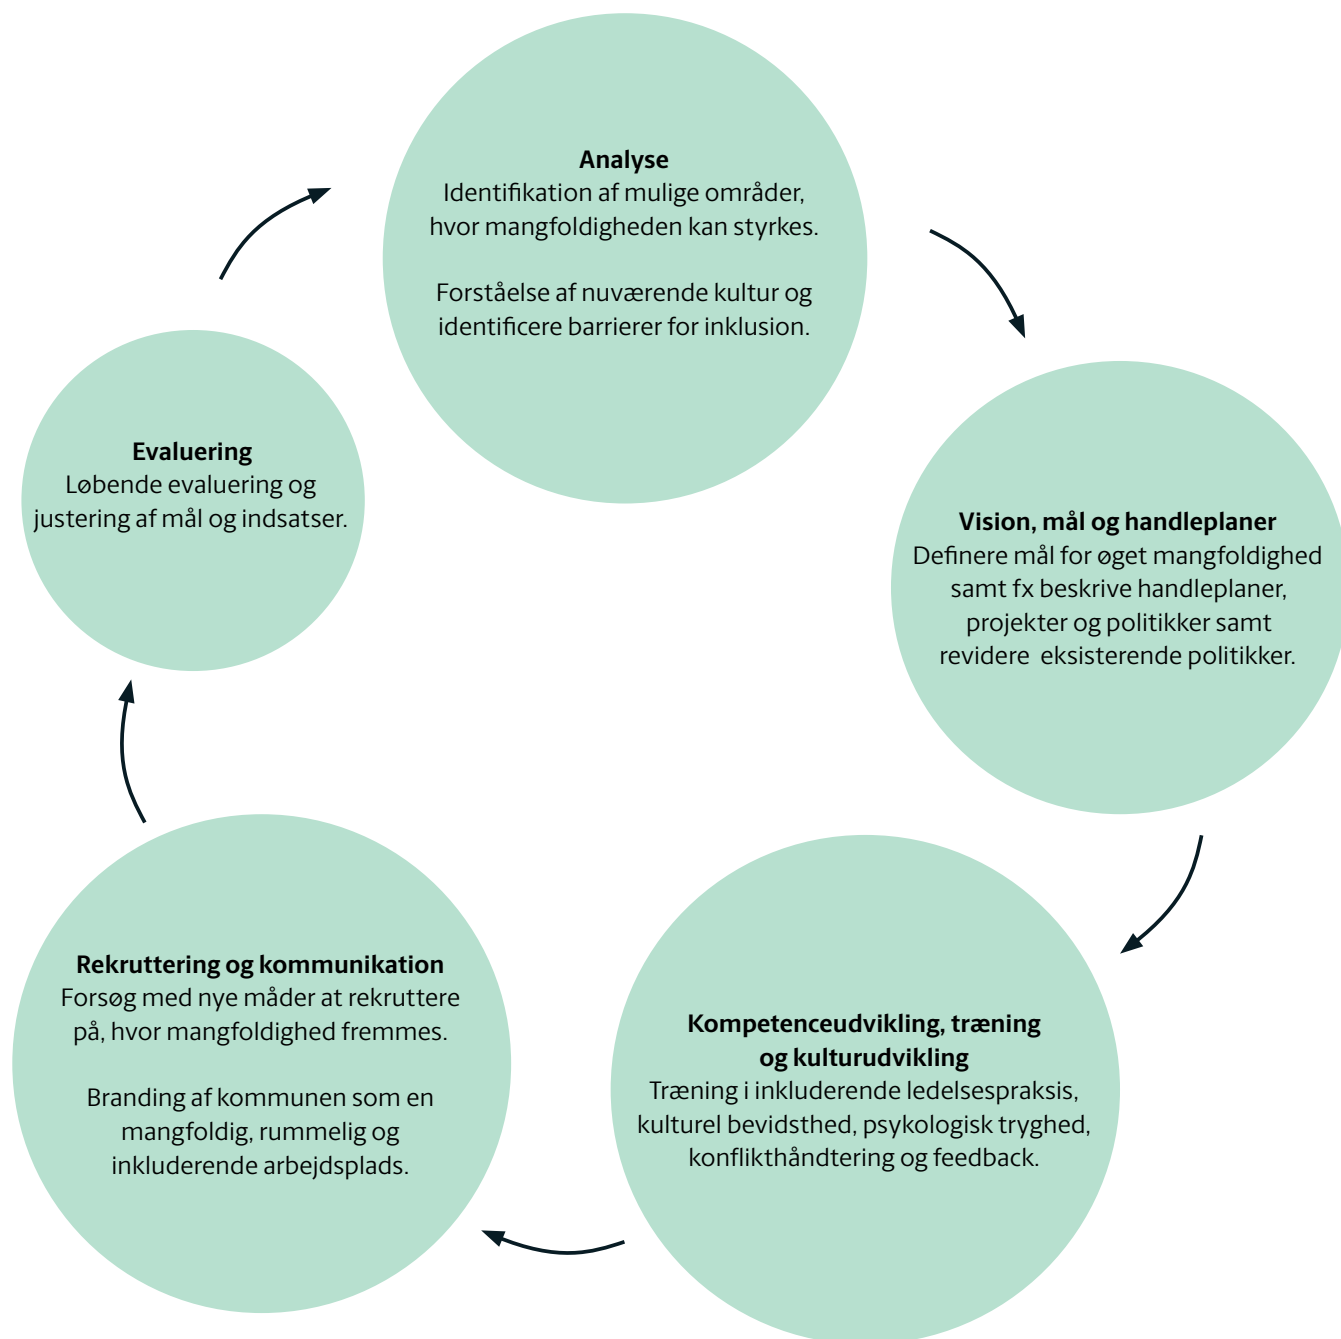 Analyse
Identifikation af mulige områder,
hvor mangfoldigheden kan styrkes.
Forståelse af nuværende kultur og
identificere barrierer for inklusion.
Vision, mål og handleplaner
Definere mål for øget mangfoldighed
samt fx beskrive handleplaner,
projekter og politikker samt
revidere eksisterende politikker.
Kompetenceudvikling, træning
og kulturudvikling
Træning i inkluderende ledelsespraksis,
kulturel bevidsthed, psykologisk tryghed,
konflikthåndtering og feedback.
Rekruttering og kommunikation
Forsøg med nye måder at rekruttere
på, hvor mangfoldighed fremmes.
Branding af kommunen som en
mangfoldig, rummelig og
inkluderende arbejdsplads.
Evaluering
Løbende evaluering og
justering af mål og indsatser.